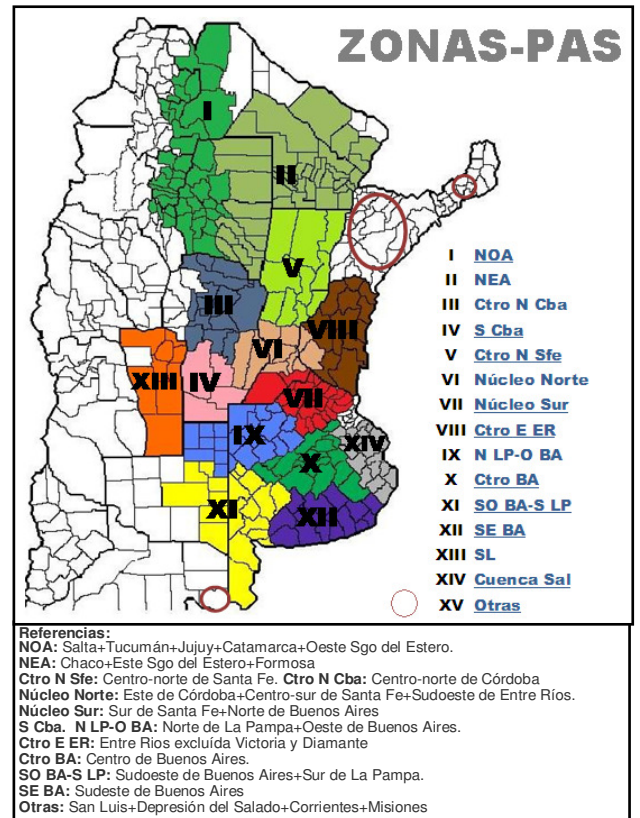 ZONAS-PAS
I
II
III
V
VI
VIII
XIII
IV
VII
IX
XIV
X
XI
XII
I NOA
II NEA
III Ctro N Cba
IV S Cba
V Ctro N Sfe
VI Núcleo Norte
VII Núcleo Sur
VIII Ctro E ER
IX N LP-O BA
X Ctro BA
XI SO BA-S LP
XII SE BA
XIII SL
XIV Cuenca Sal
XV Otras
Referencias:
NOA: Salta+Tucumán+Jujuy+Catamarca+Oeste Sgo del Estero.
NEA: Chaco+Este Sgo del Estero+Formosa
Ctro N Sfe: Centro-norte de Santa Fe. Ctro N Cba: Centro-norte de Córdoba
Núcleo Norte: Este de Córdoba+Centro-sur de Santa Fe+Sudoeste de Entre Ríos.
Núcleo Sur: Sur de Santa Fe+Norte de Buenos Aires
S Cba. N LP-O BA: Norte de La Pampa+Oeste de Buenos Aires.
Ctro E ER: Entre Rios excluída Victoria y Diamante
Ctro BA: Centro de Buenos Aires.
SO BA-S LP: Sudoeste de Buenos Aires+Sur de La Pampa.
SE BA: Sudeste de Buenos Aires
Otras: San Luis+Depresión del Salado+Corrientes+Misiones